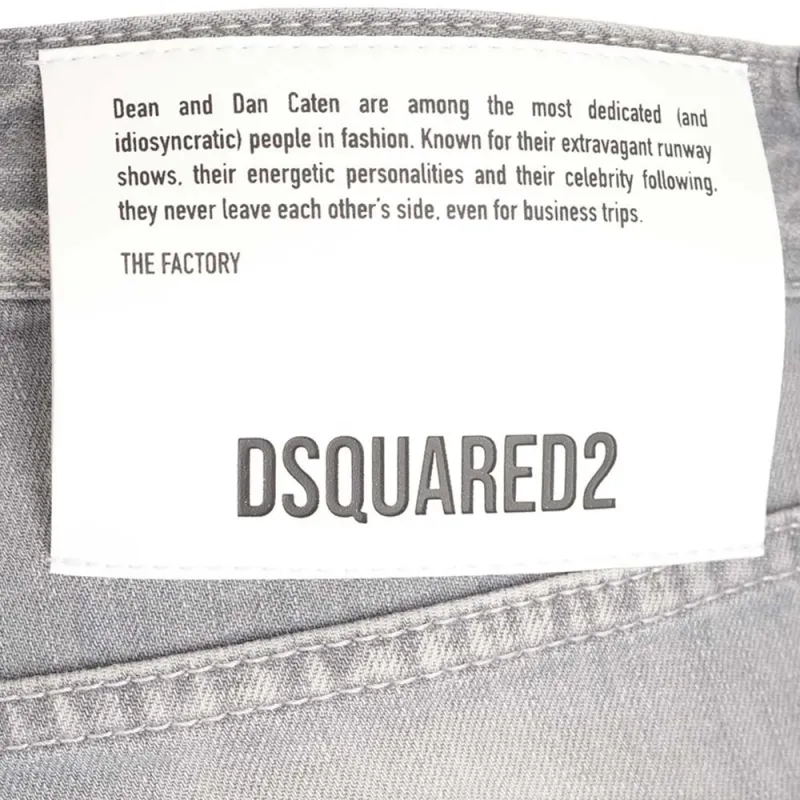 Dean and Dan Caten are among the most dedicated (and
idiosyncratic) people in fashion. Known for their extravagant runway
shows, their energetic personalities and their celebrity following,
they never leave each other's side, even for business trips.
THE FACTORY
DSQUARED2